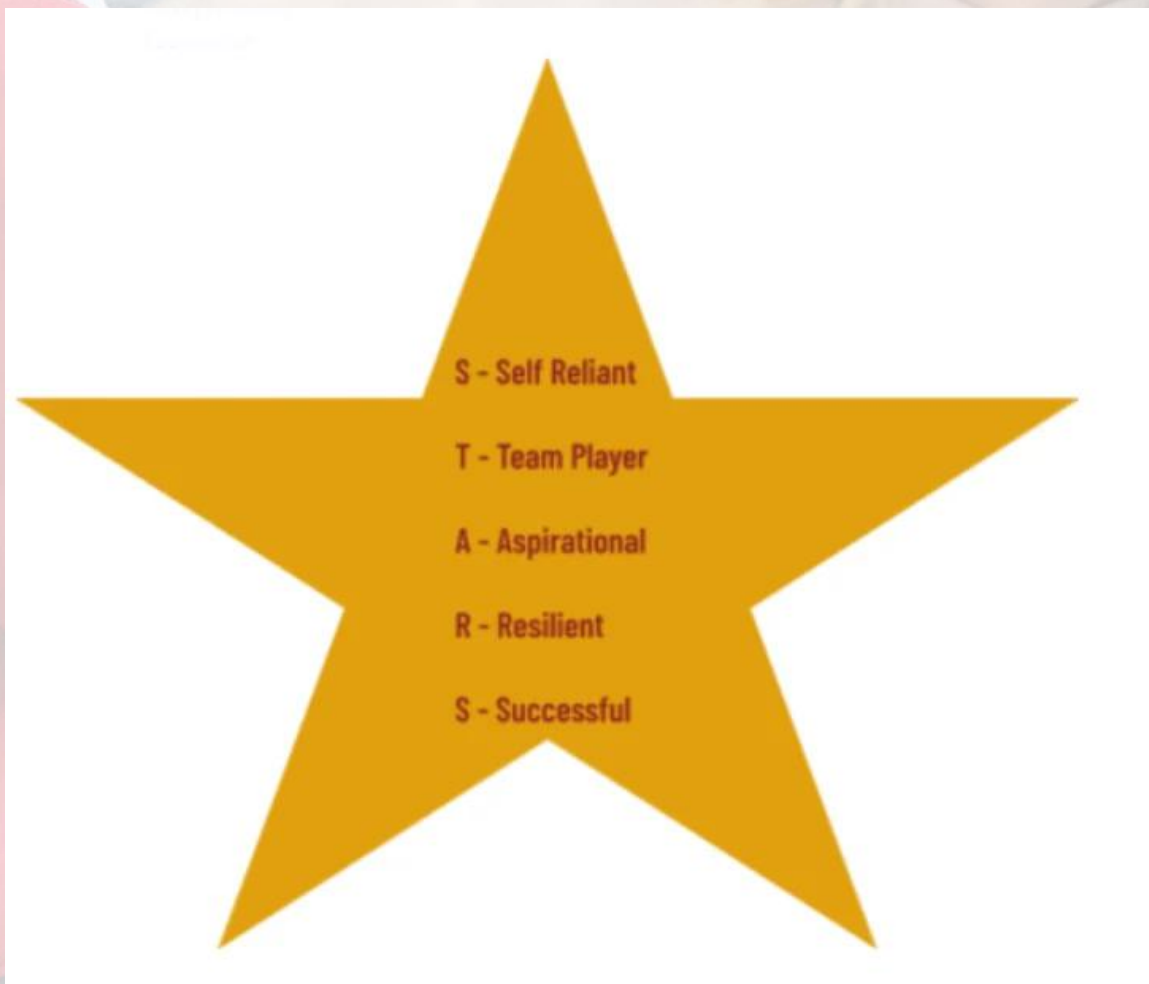 S - Self Reliant
T - Team Player
A - Aspirational
R - Resilient
S - Successful